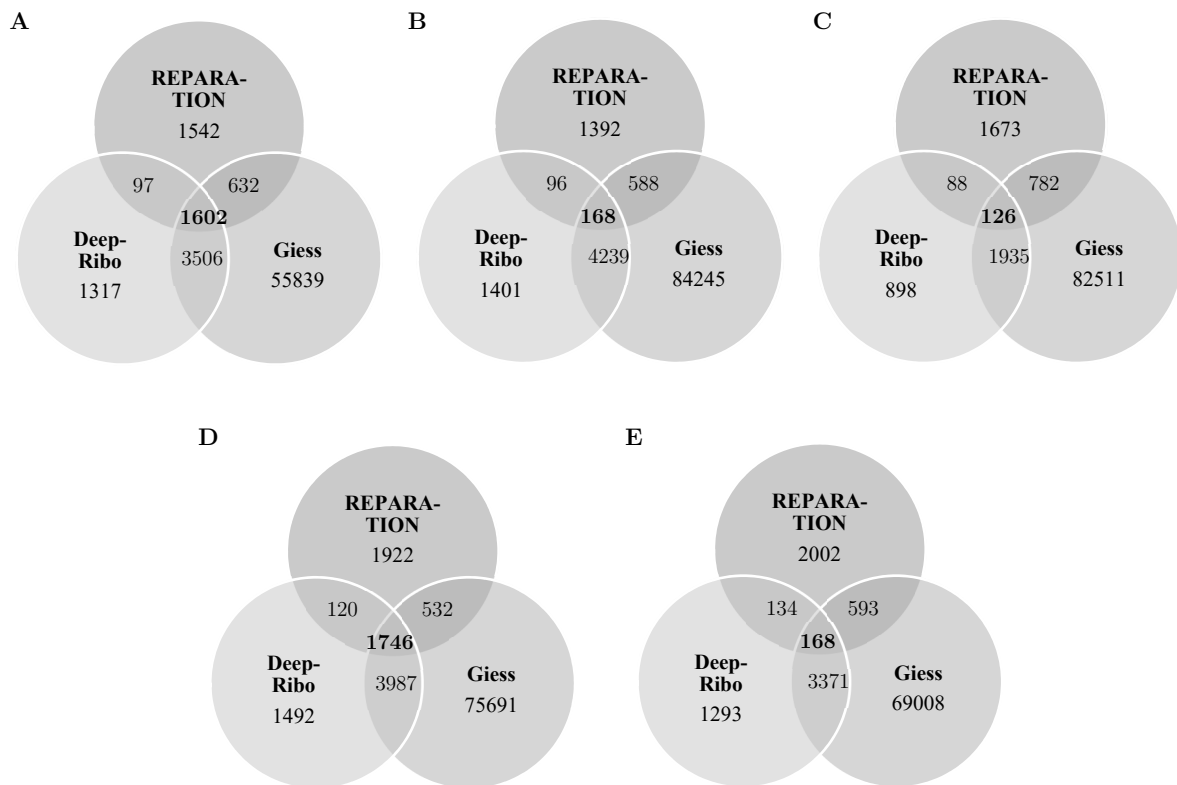 A
REPARA-
TION
1542
97
632
1602
Deep-
Ribo
1317
3506
Giess
55839
B
REPARA-
TION
1392
96
588
168
Deep-
Ribo
1401
4239
Giess
84245
C
REPARA-
TION
1673
88
782
126
Deep-
Ribo
898
1935
Giess
82511
D
REPARA-
TION
1922
120
532
1746
Deep-
Ribo
1492
3987
Giess
75691
E
REPARA-
TION
2002
134
593
168
Deep-
Ribo
1293
3371
Giess
69008